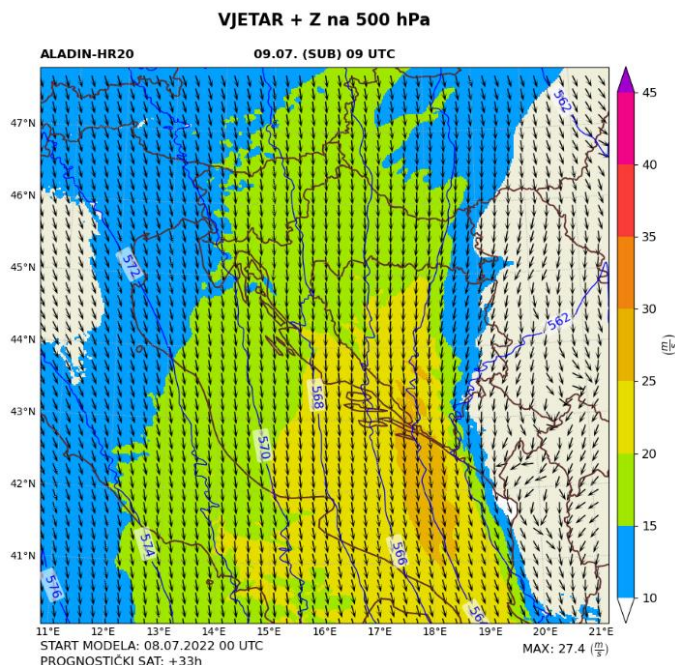 VJETAR + Z na 500 hPa
ALADIN-HR20
09.07. (SUB) 09 UTC
562
45
47°N
40
46°N
35
572
45°N
30
44°N
562
(m/s)
25
568
43°N
20
570
42°N
15
574
566
41°N
576
56
10
11°E 12°E 13°E 14°E 15°E 16°E 17°E 18°E 19°E 20°E 21°E
START MODELA: 08.07.2022 00 UTC
MAX: 27.4 (m/s)
PROGNOSTIČKI SAT: +33h